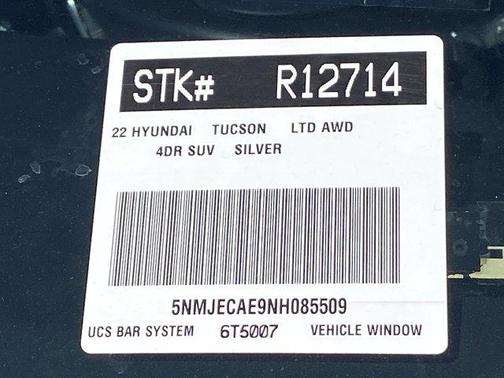 STK# R12714
22 HYUNDAI TUCSON LTD AWD
4DR SUV SILVER
5NMJECAE9NH085509
UCS BAR SYSTEM 6T5007 VEHICLE WINDOW